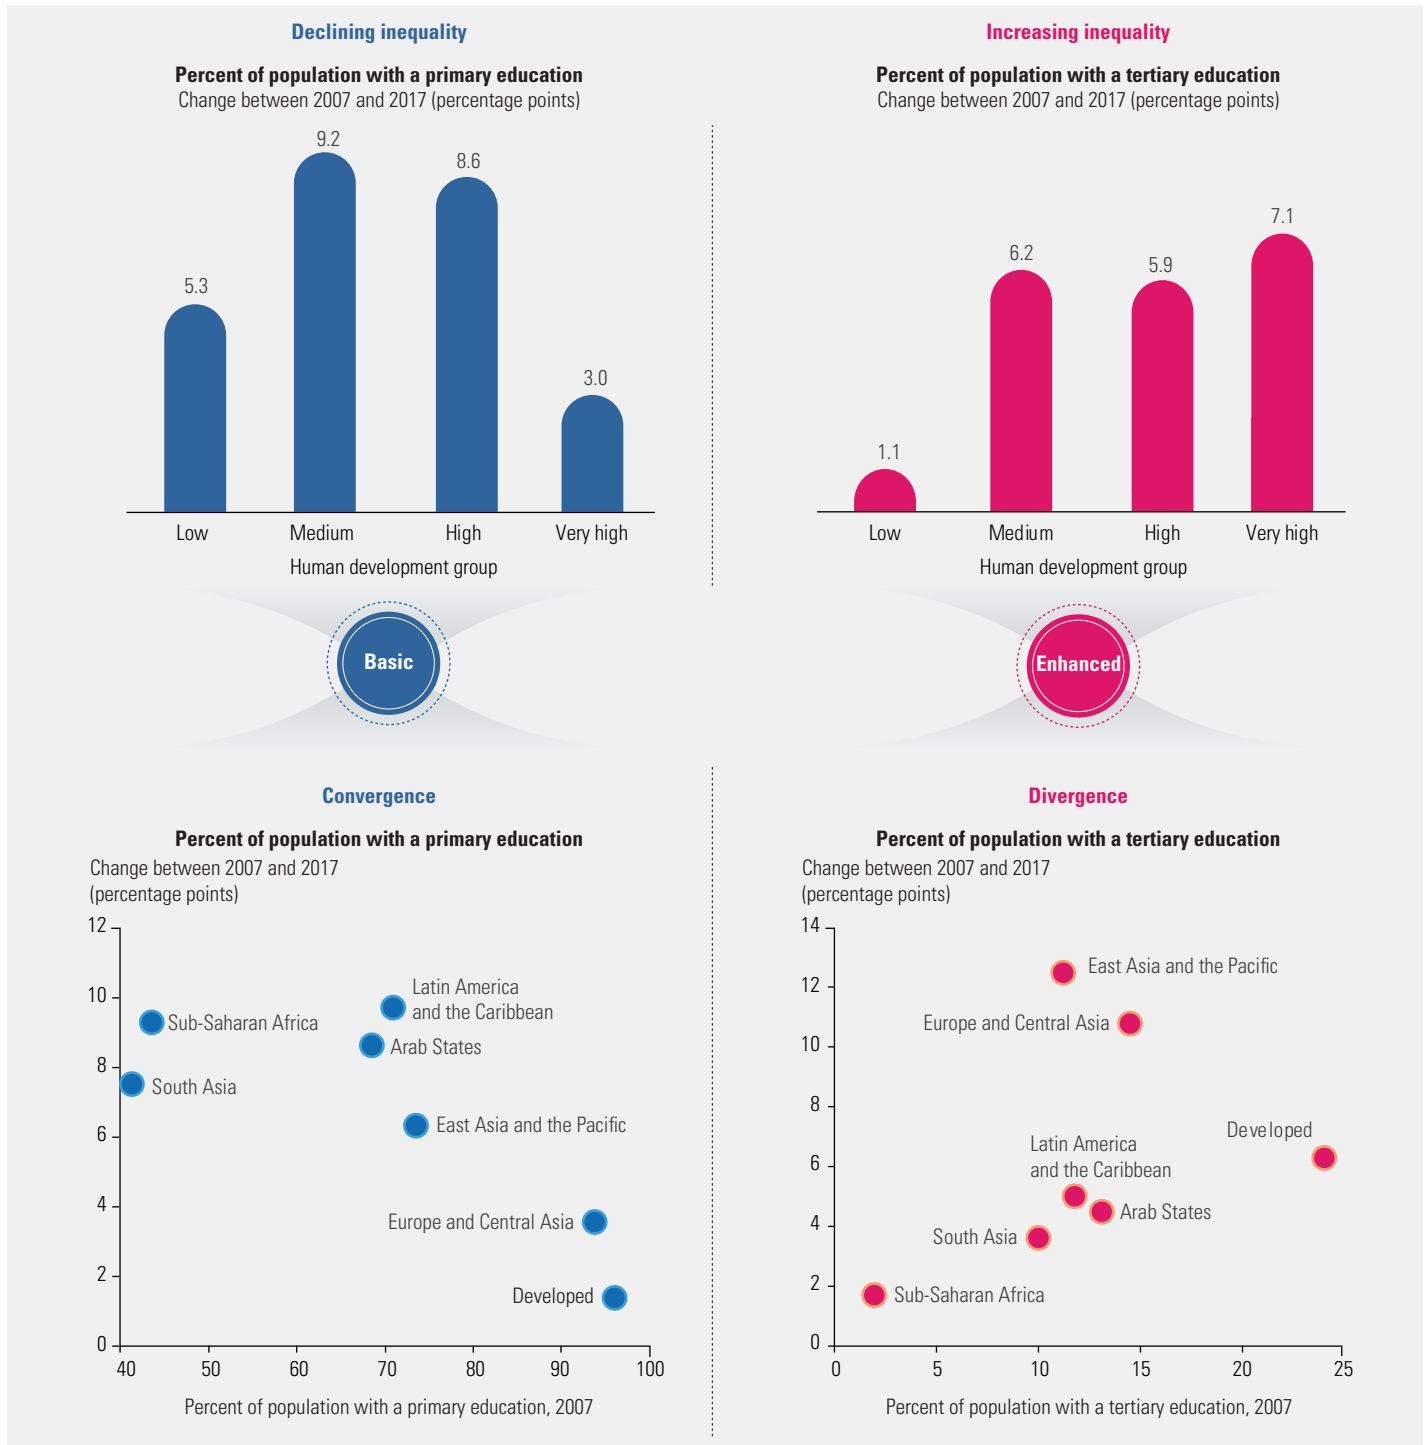 Declining inequality
Percent of population with a primary education
Change between 2007 and 2017 (percentage points)
9.2
8.6
5.3
3.0
Low Medium High Very high
Human development group
Increasing inequality
Percent of population with a tertiary education
Change between 2007 and 2017 (percentage points)
7.1
6.2
5.9
1.1
Low Medium High Very high
Human development group
Basic
Enhanced
Convergence
Percent of population with a primary education
Change between 2007 and 2017
(percentage points)
12
10
8
6
4
2
0
Latin America
and the Caribbean
Sub-Saharan Africa
Arab States
South Asia
East Asia and the Pacific
Europe and Central Asia
Developed
40 50 60 70 80 90 100
Percent of population with a primary education, 2007
Divergence
Percent of population with a tertiary education
Change between 2007 and 2017
(percentage points)
14
12
10
8
6
4
2
0
East Asia and the Pacific
Europe and Central Asia
Developed
Latin America
and the Caribbean
Arab States
South Asia
Sub-Saharan Africa
0 5 10 15 20 25
Percent of population with a tertiary education, 2007